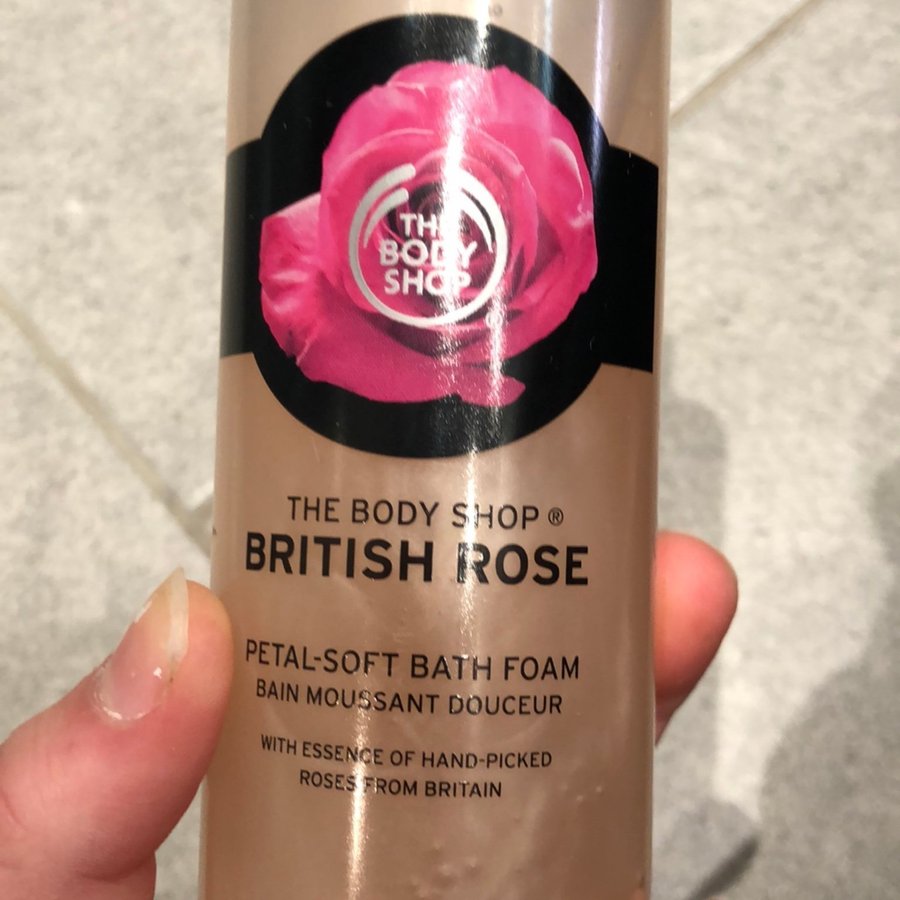 THE
BODY
SHOP
®
THE BODY SHOP ®
BRITISH ROSE
PETAL-SOFT BATH FOAM
BAIN MOUSSANT DOUCEUR
WITH ESSENCE OF HAND-PICKED
ROSES FROM BRITAIN